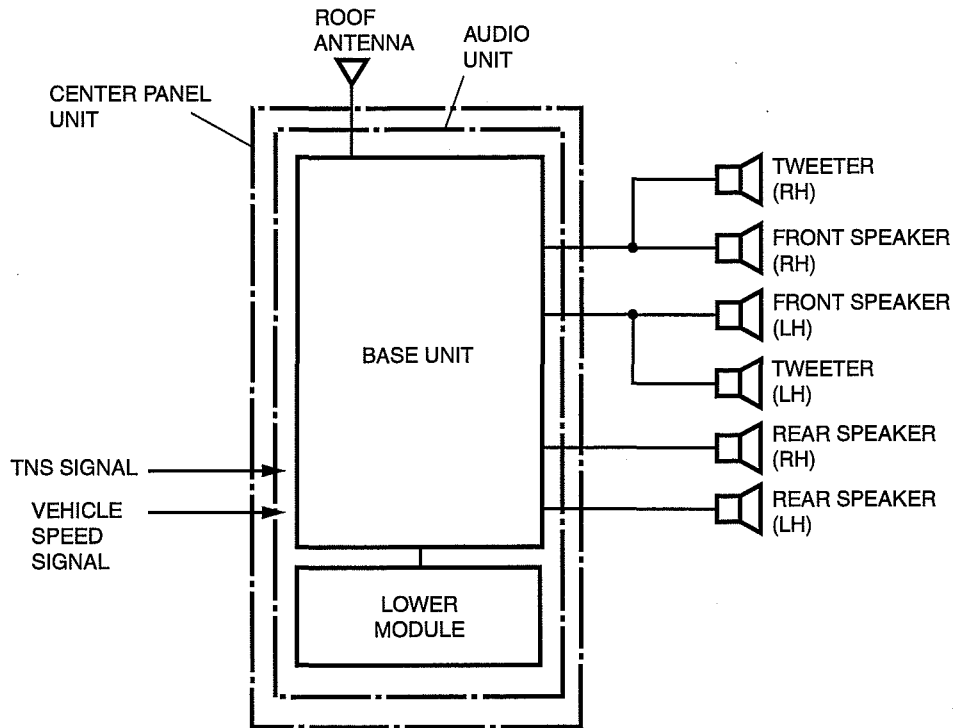 ROOF
ANTENNA
AUDIO
UNIT
CENTER PANEL
UNIT
TWEETER
(RH)
FRONT SPEAKER
(RH)
FRONT SPEAKER
(LH)
BASE UNIT
TWEETER
(LH)
REAR SPEAKER
(RH)
TNS SIGNAL
REAR SPEAKER
(LH)
VEHICLE
SPEED
SIGNAL
LOWER
MODULE